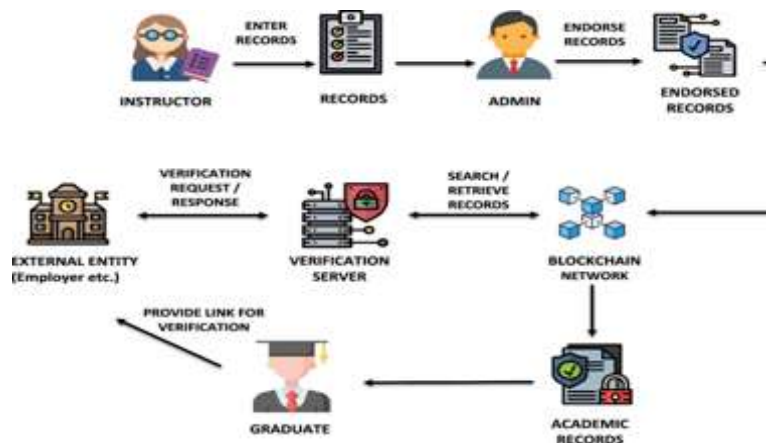 ENTER
RECORDS
ENDORSE
RECORDS
INSTRUCTOR
RECORDS
ADMIN
ENDORSED
RECORDS
VERIFICATION
REQUEST /
RESPONSE
SEARCH /
RETRIEVE
RECORDS
EXTERNAL ENTITY
(Employer etc.)
VERIFICATION
SERVER
BLOCKCHAIN
NETWORK
PROVIDE LINK FOR
VERIFICATION
GRADUATE
ACADEMIC
RECORDS